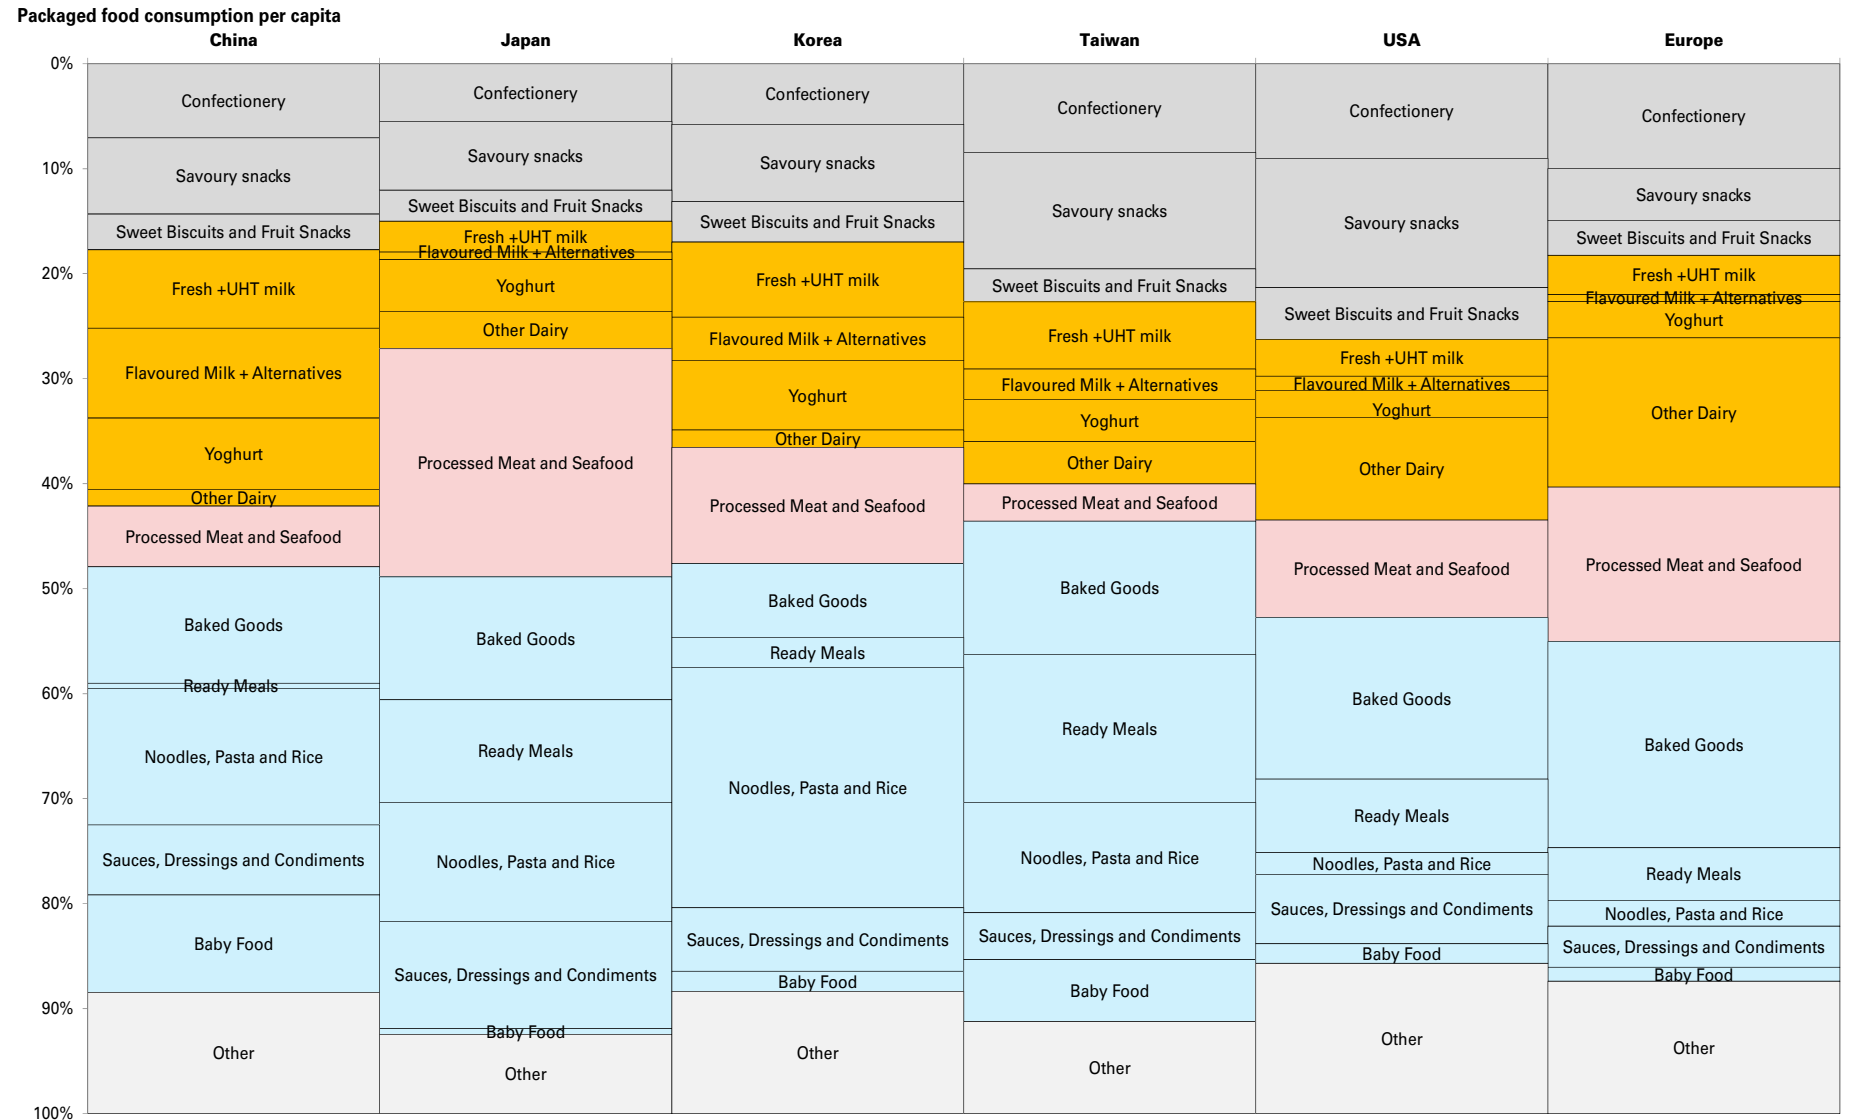 Packaged food consumption per capita
China
Japan
Korea
Taiwan
USA
Europe
0%
10%
20%
30%
40%
50%
60%
70%
80%
90%
100%
Confectionery
Savoury snacks
Sweet Biscuits and Fruit Snacks
Fresh +UHT milk
Flavoured Milk + Alternatives
Yoghurt
Other Dairy
Processed Meat and Seafood
Baked Goods
Ready Meals
Noodles, Pasta and Rice
Sauces, Dressings and Condiments
Baby Food
Other
Confectionery
Savoury snacks
Sweet Biscuits and Fruit Snacks
Fresh +UHT milk
Flavoured Milk + Alternatives
Yoghurt
Other Dairy
Processed Meat and Seafood
Baked Goods
Ready Meals
Noodles, Pasta and Rice
Sauces, Dressings and Condiments
Baby Food
Other
Confectionery
Savoury snacks
Sweet Biscuits and Fruit Snacks
Fresh +UHT milk
Flavoured Milk + Alternatives
Yoghurt
Other Dairy
Processed Meat and Seafood
Baked Goods
Ready Meals
Noodles, Pasta and Rice
Sauces, Dressings and Condiments
Baby Food
Other
Confectionery
Savoury snacks
Sweet Biscuits and Fruit Snacks
Fresh +UHT milk
Flavoured Milk + Alternatives
Yoghurt
Other Dairy
Processed Meat and Seafood
Baked Goods
Ready Meals
Noodles, Pasta and Rice
Sauces, Dressings and Condiments
Baby Food
Other
Confectionery
Savoury snacks
Sweet Biscuits and Fruit Snacks
Fresh +UHT milk
Flavoured Milk + Alternatives
Yoghurt
Other Dairy
Processed Meat and Seafood
Baked Goods
Ready Meals
Noodles, Pasta and Rice
Sauces, Dressings and Condiments
Baby Food
Other
Confectionery
Savoury snacks
Sweet Biscuits and Fruit Snacks
Fresh +UHT milk
Flavoured Milk + Alternatives
Yoghurt
Other Dairy
Processed Meat and Seafood
Baked Goods
Ready Meals
Noodles, Pasta and Rice
Sauces, Dressings and Condiments
Baby Food
Other